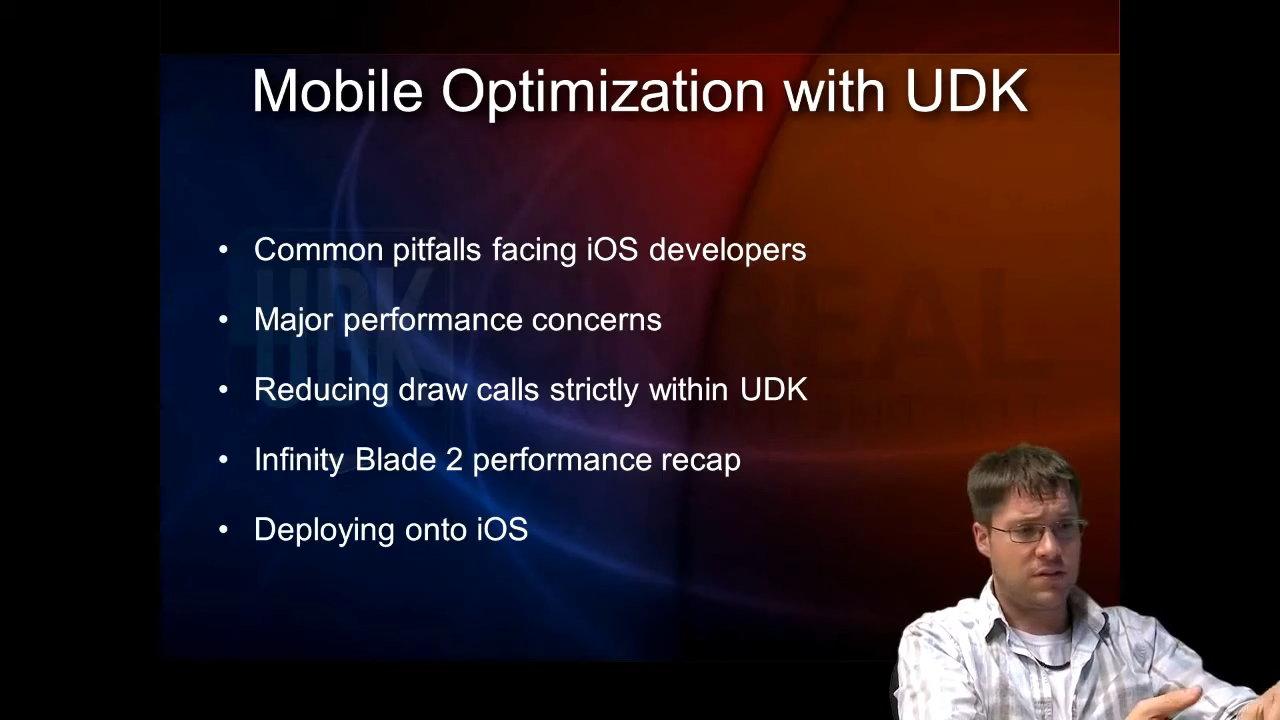 Mobile Optimization with UDK
• Common pitfalls facing iOS developers
• Major performance concerns
• Reducing draw calls strictly within UDK
• Infinity Blade 2 performance recap
• Deploying onto iOS
UDK